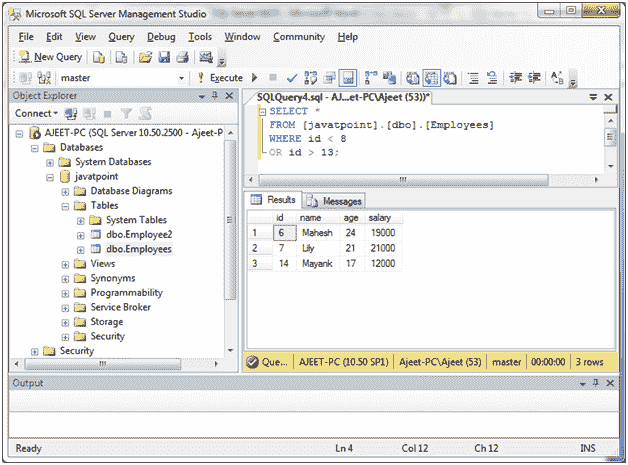 Microsoft SQL Server Management Studio
File Edit View Query Debug Tools Window Community Help
New Query
master Execute
Object Explorer
Connect
AJEET-PC (SQL Server 10.50.2500 - Ajeet-P
Databases
System Databases
javatpoint
Database Diagrams
Tables
System Tables
dbo.Employee2
dbo.Employees
Views
Synonyms
Programmability
Service Broker
Storage
Security
Security
SQLQuery4.sql - AJ...et-PC\Ajeet (53))*
SELECT *
FROM [javatpoint].[dbo].[Employees]
WHERE id < 8
OR id > 13;
Results Messages
id name age salary
1 6 Mahesh 24 19000
2 7 Lily 21 21000
3 14 Mayank 17 12000
Que... AJEET-PC (10.50 SP1) Ajeet-PC\Ajeet (53) master 00:00:00 3 rows
Output
Ready Ln 4 Col 12 Ch 12 INS